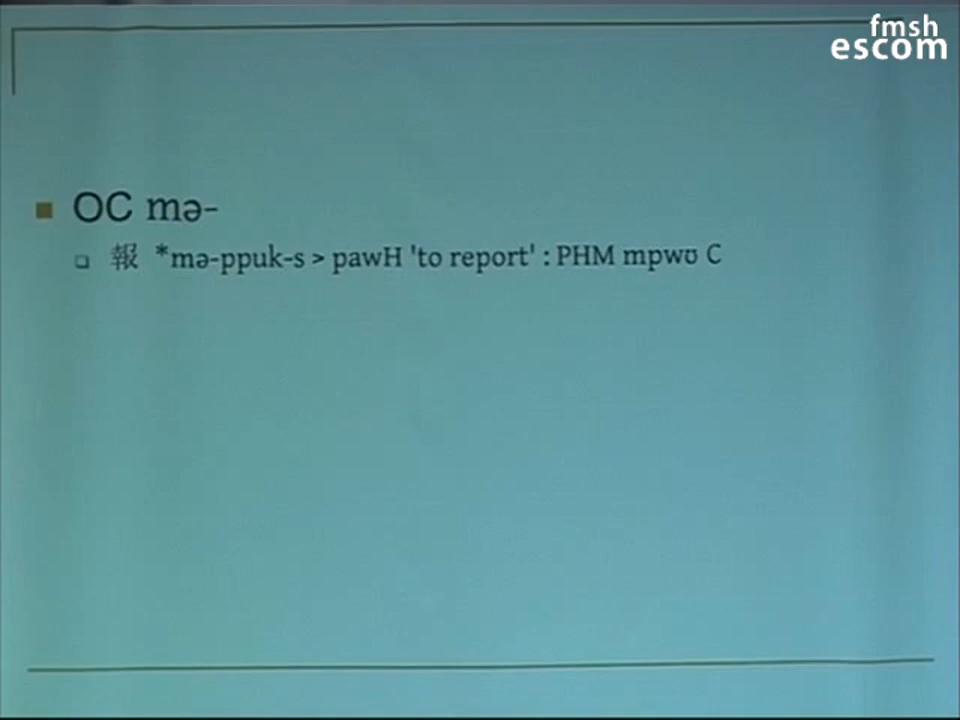 fmsh
escom
OC mə-
報 *mə-ppuk-s > pawH 'to report' : PHM mpwʊ C